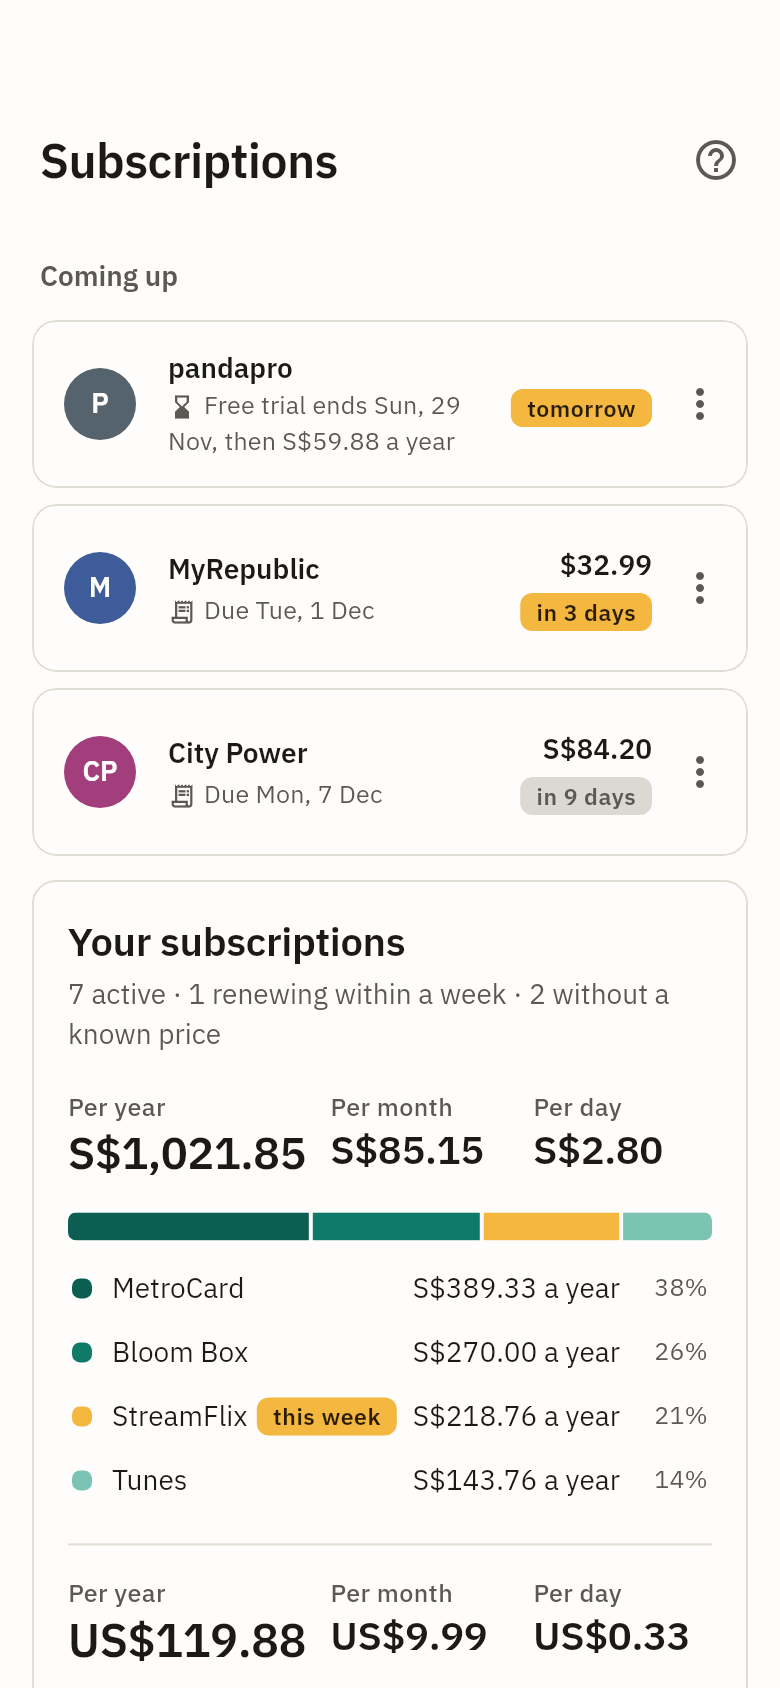 Subscriptions
Coming up
P
pandapro
Free trial ends Sun, 29
Nov, then S$59.88 a year
tomorrow
M
MyRepublic
Due Tue, 1 Dec
$32.99
in 3 days
CP
City Power
Due Mon, 7 Dec
S$84.20
in 9 days
Your subscriptions
7 active · 1 renewing within a week · 2 without a
known price
Per year Per month Per day
S$1,021.85 S$85.15 S$2.80
MetroCard S$389.33 a year 38%
Bloom Box S$270.00 a year 26%
StreamFlix this week S$218.76 a year 21%
Tunes S$143.76 a year 14%
Per year Per month Per day
US$119.88 US$9.99 US$0.33